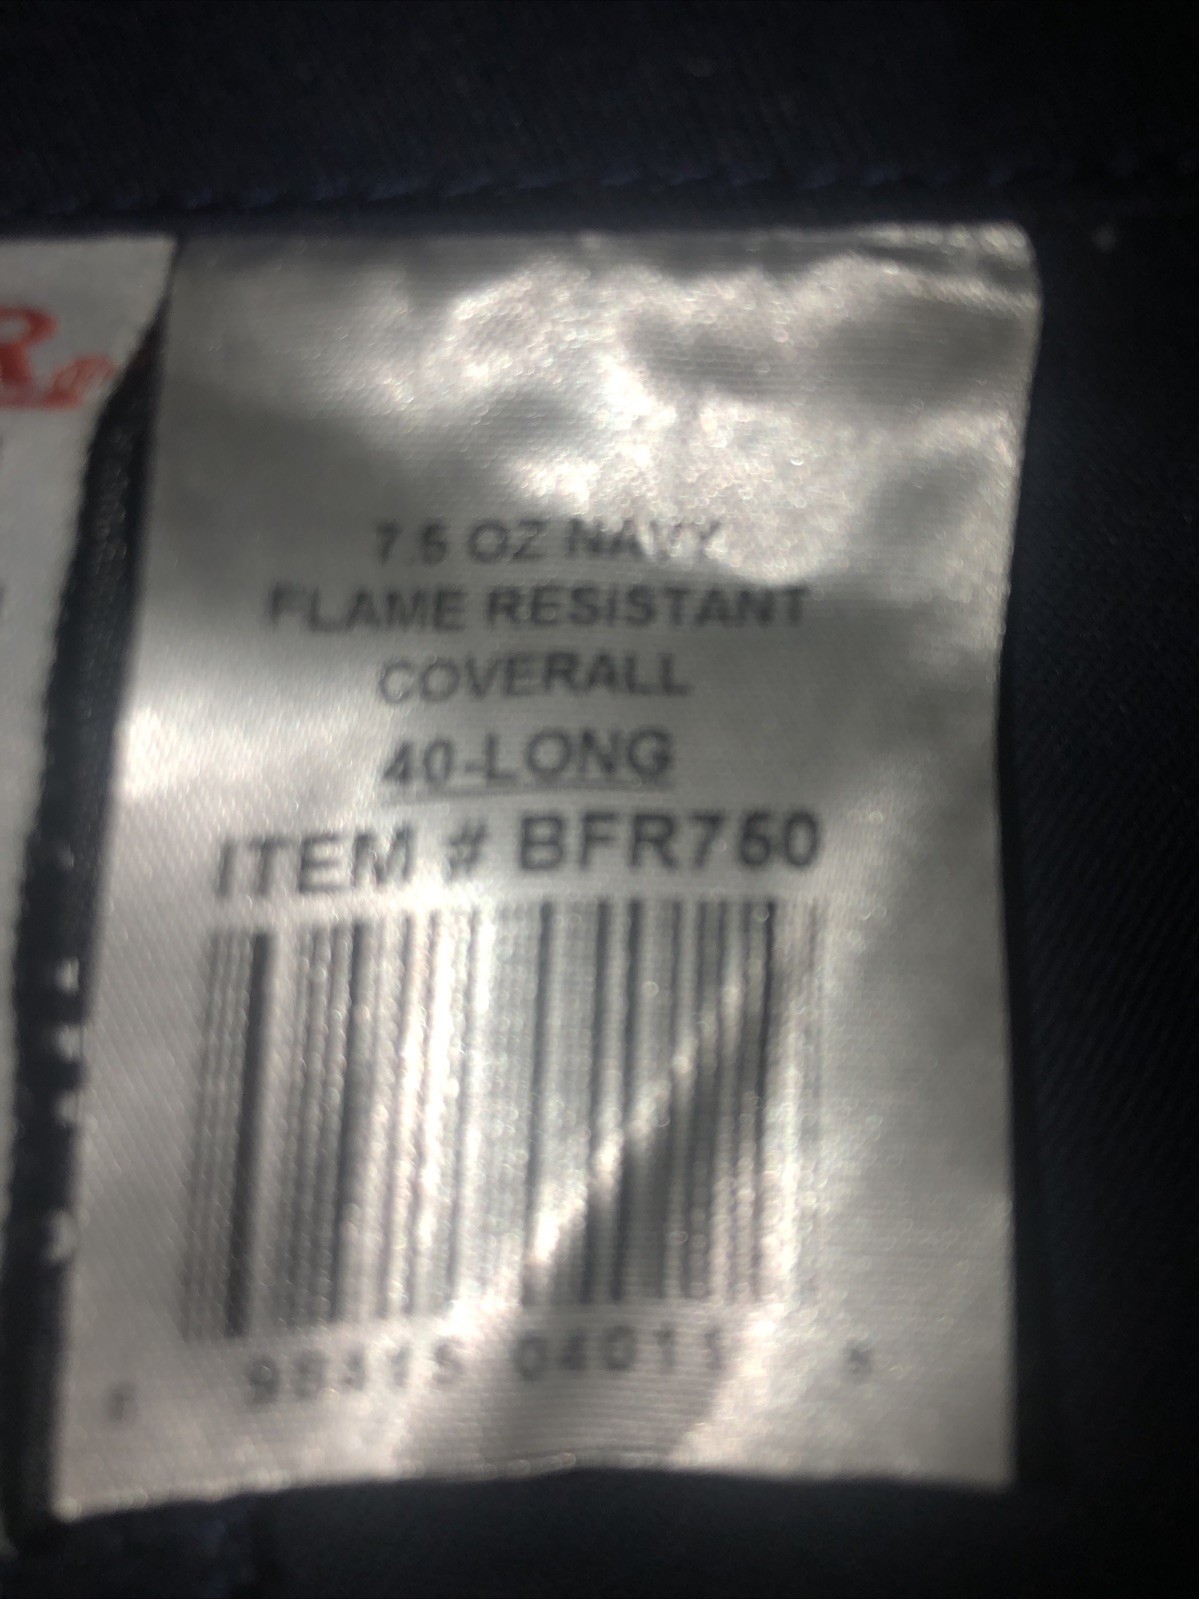 R
7.5 OZ NAVY
FLAME RESISTANT
COVERALL
40-LONG
ITEM # BFR750